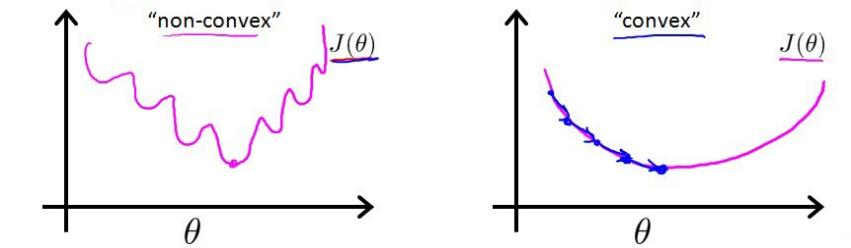 “non-convex”
J(θ)
θ
“convex”
J(θ)
θ